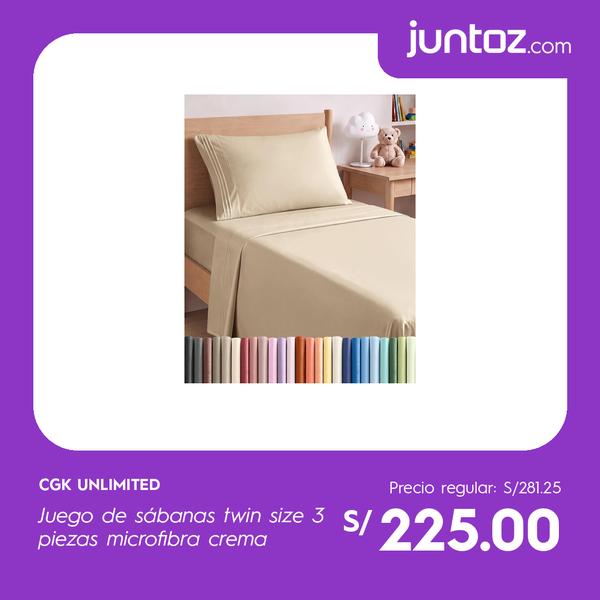 juntoz.com
CGK UNLIMITED
Juego de sábanas twin size 3
piezas microfibra crema
Precio regular: S/281.25
S/ 225.00